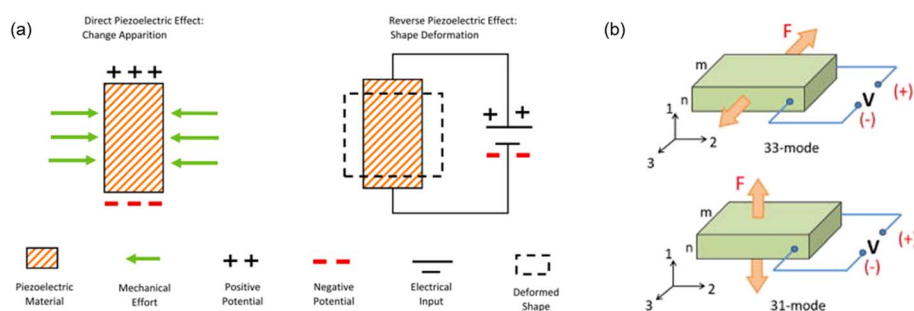 (a)
Direct Piezoelectric Effect:
Change Apparition
Reverse Piezoelectric Effect:
Shape Deformation
+ + +
+ +
Piezoelectric
Material
Mechanical
Effort
+ +
Positive
Potential
Negative
Potential
Electrical
Input
Deformed
Shape
(b)
F
m
n
1
2
3
V
(+)
(-)
33-mode
F
m
n
1
2
3
V
(+)
(-)
31-mode